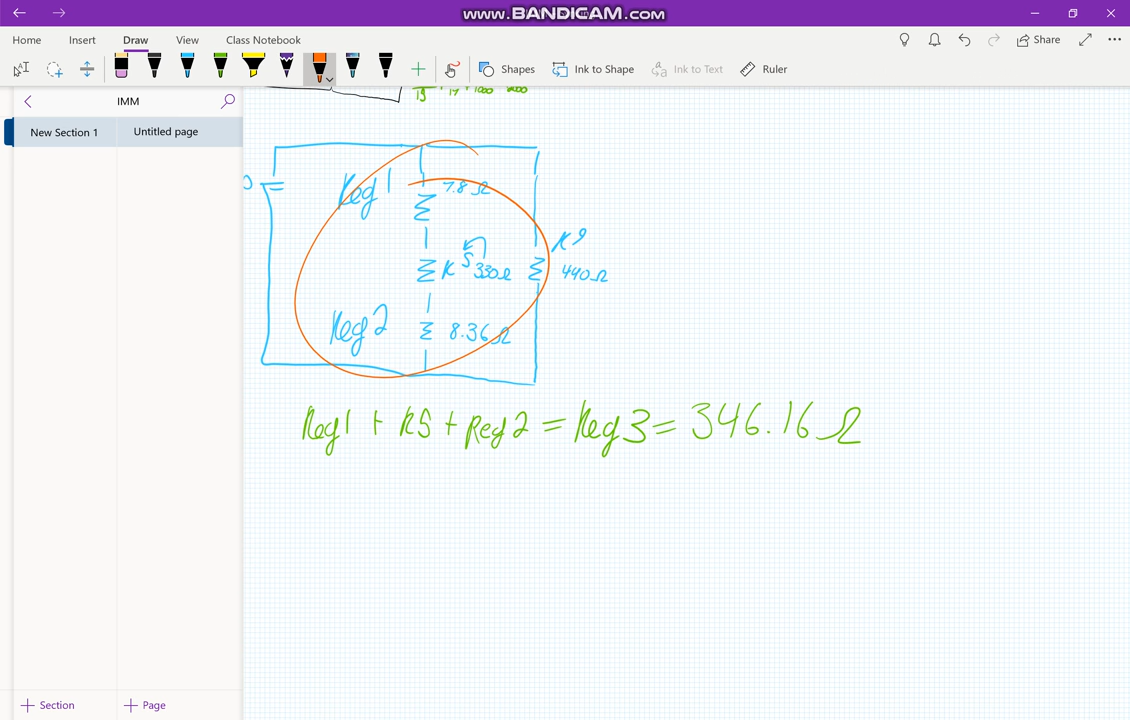 www.BANDICAM.com
Home Insert Draw View Class Notebook Share
Shapes Ink to Shape Ink to Text Ruler
IMM
New Section 1 Untitled page
Req1 7.8Ω
R5 330Ω
R9
440Ω
Req2 8.36Ω
Req1 + R5 + Req2 = Req3 = 346.16 Ω
Section Page